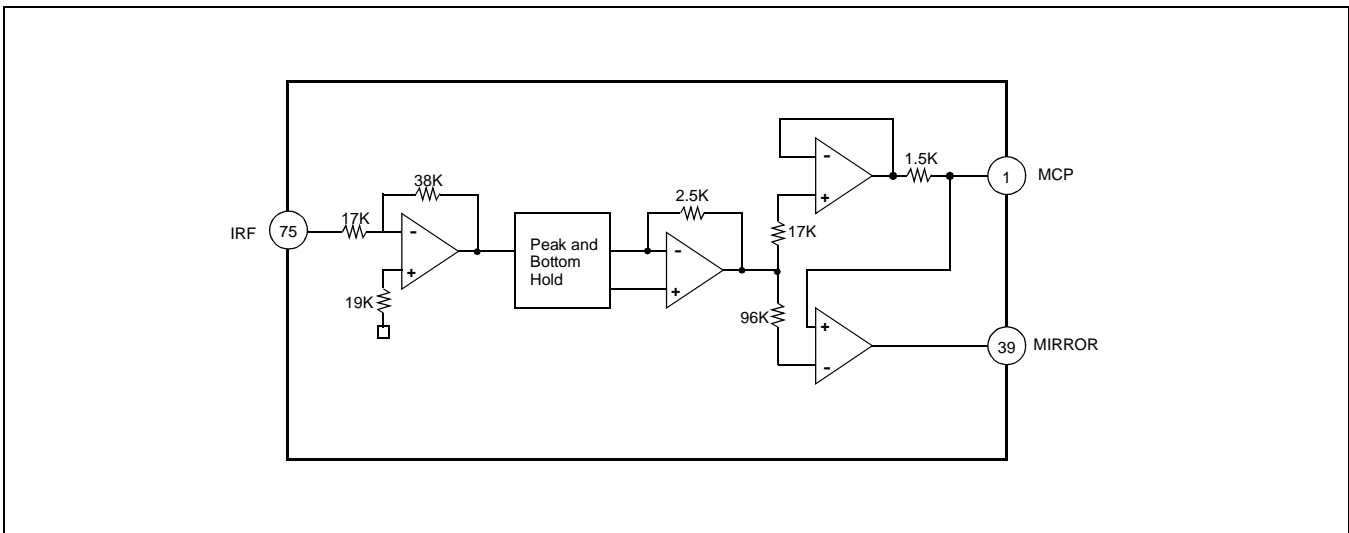 38K
17K
IRF
75
-
+
19K
Peak and
Bottom
Hold
2.5K
-
+
-
+
1.5K
1
MCP
17K
96K
+
-
39
MIRROR